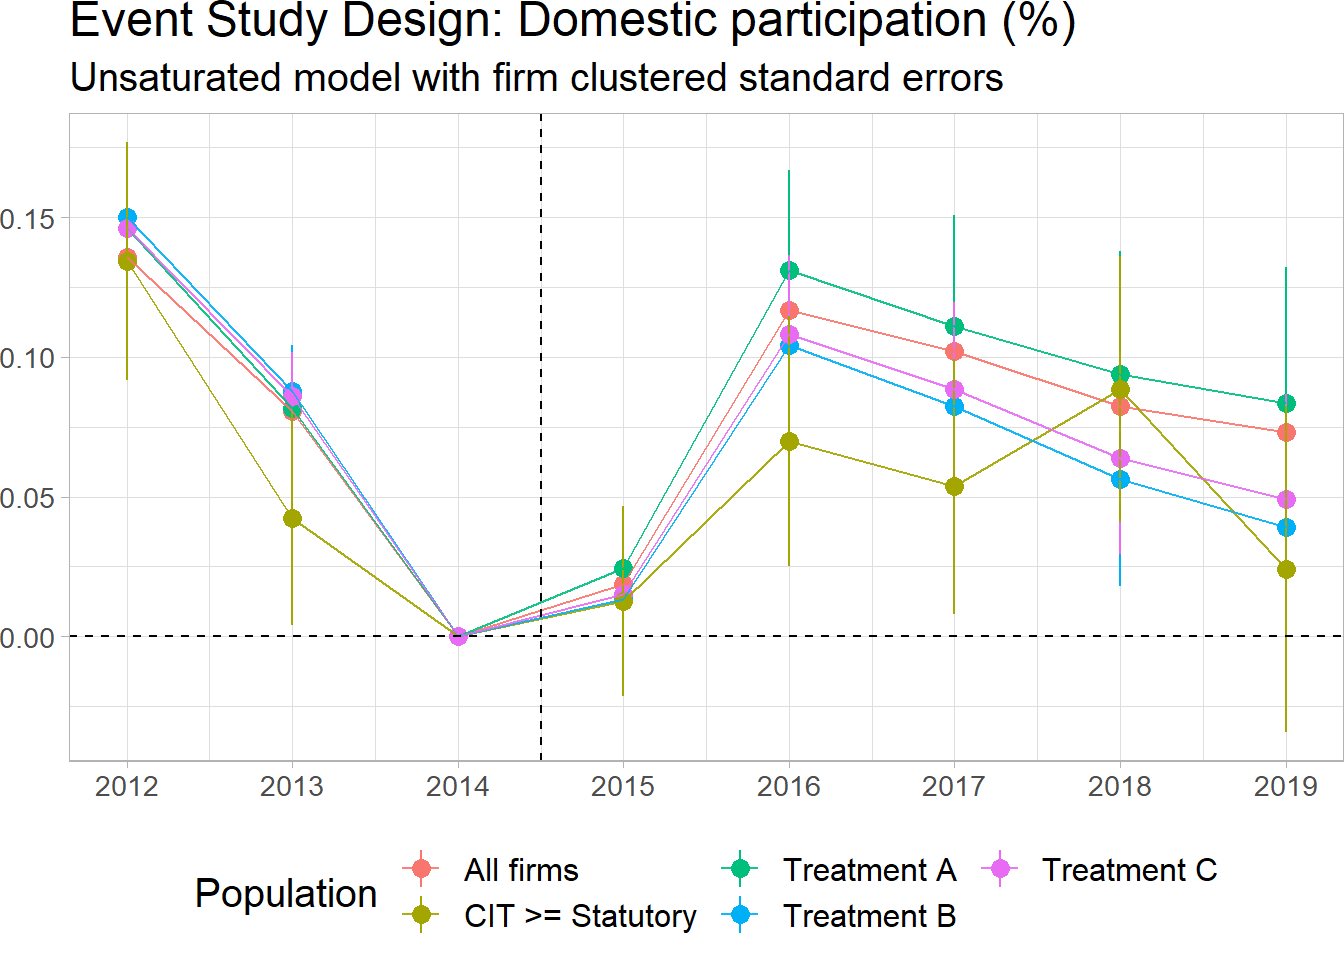 Event Study Design: Domestic participation (%)
Unsaturated model with firm clustered standard errors
0.15
0.10
0.05
0.00
2012 2013 2014 2015 2016 2017 2018 2019
Population
All firms
CIT >= Statutory
Treatment A
Treatment B
Treatment C